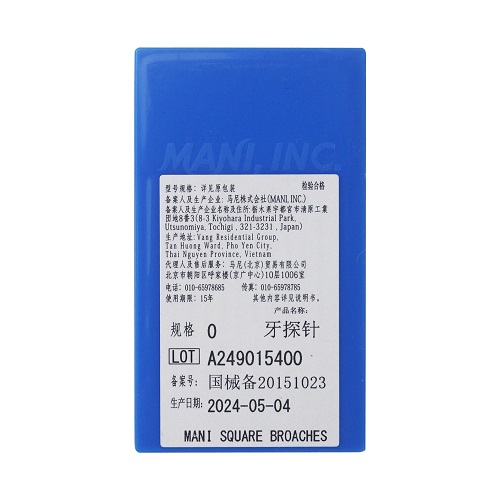 MANI, INC.
型号规格: 详见原包装 检验合格
备案人及生产企业: 马尼株式会社(MANI,INC.)
备案人及生产企业名称及住所:栃木県宇都宫市清原工業
团地8番3(8-3 Kiyohara Industrial Park,
Utsunomiya, Tochigi , 321-3231 , Japan)
生产地址: Vang Residential Group,
Tan Huong Ward, Pho Yen City,
Thai Nguyen Province, Vietnam
代理人及售后服务: 马尼(北京)贸易有限公司
北京市朝阳区呼家楼(京广中心)10层1006室
电话: 010-65978685 传真: 010-65978785
使用期限: 15年 其他内容详见说明书。
产品名称:
规格 0 牙探针
LOT A249015400
备案号: 国械备20151023
生产日期: 2024-05-04
MANI SQUARE BROACHES